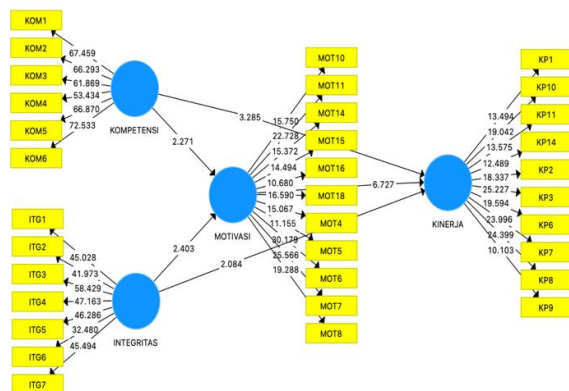 KOM1
KOM2
KOM3
KOM4
KOM5
KOM6
67.459
66.293
61.869
53.434
66.870
72.533
KOMPETENSI
3.285
2.271
ITG1
ITG2
ITG3
ITG4
ITG5
ITG6
ITG7
45.028
41.973
58.429
47.163
46.286
32.480
45.494
INTEGRITAS
2.403
2.084
MOTIVASI
6.727
15.750
22.728
15.372
14.494
10.680
16.590
15.067
11.155
30.179
25.566
19.288
MOT10
MOT11
MOT14
MOT15
MOT16
MOT18
MOT4
MOT5
MOT6
MOT7
MOT8
KINERJA
13.494
19.042
13.575
12.489
18.337
25.227
19.594
23.996
24.399
10.103
KP1
KP10
KP11
KP14
KP2
KP3
KP6
KP7
KP8
KP9